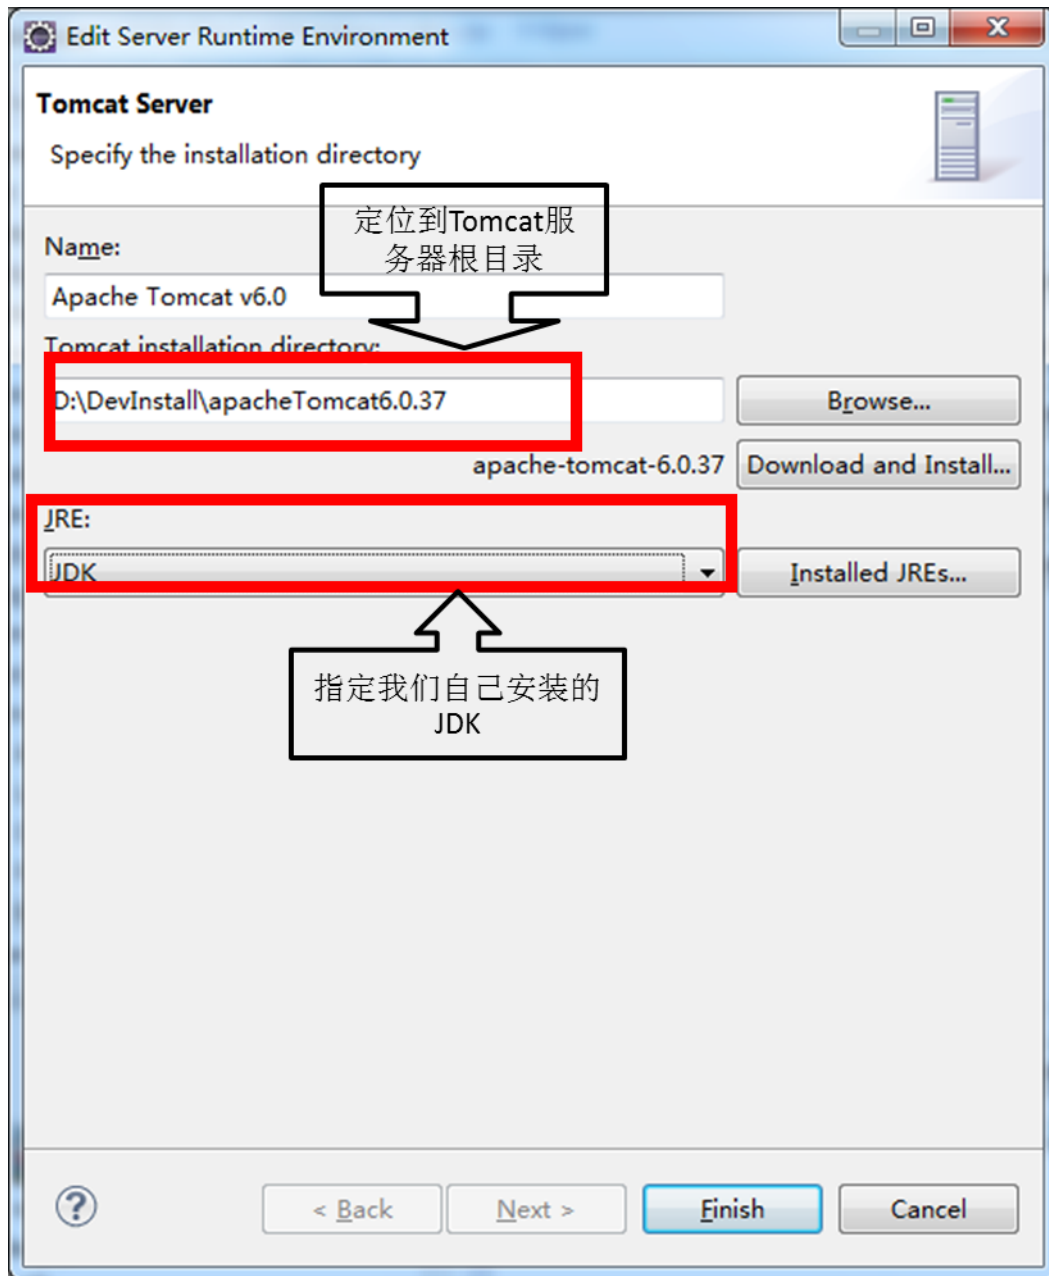 Edit Server Runtime Environment
Tomcat Server
Specify the installation directory
定位到Tomcat服
务器根目录
Name:
Apache Tomcat v6.0
Tomcat installation directory:
D:\DevInstall\apacheTomcat6.0.37
Browse...
apache-tomcat-6.0.37
Download and Install...
JRE:
JDK
Installed JREs...
指定我们自己安装的
JDK
< Back
Next >
Finish
Cancel